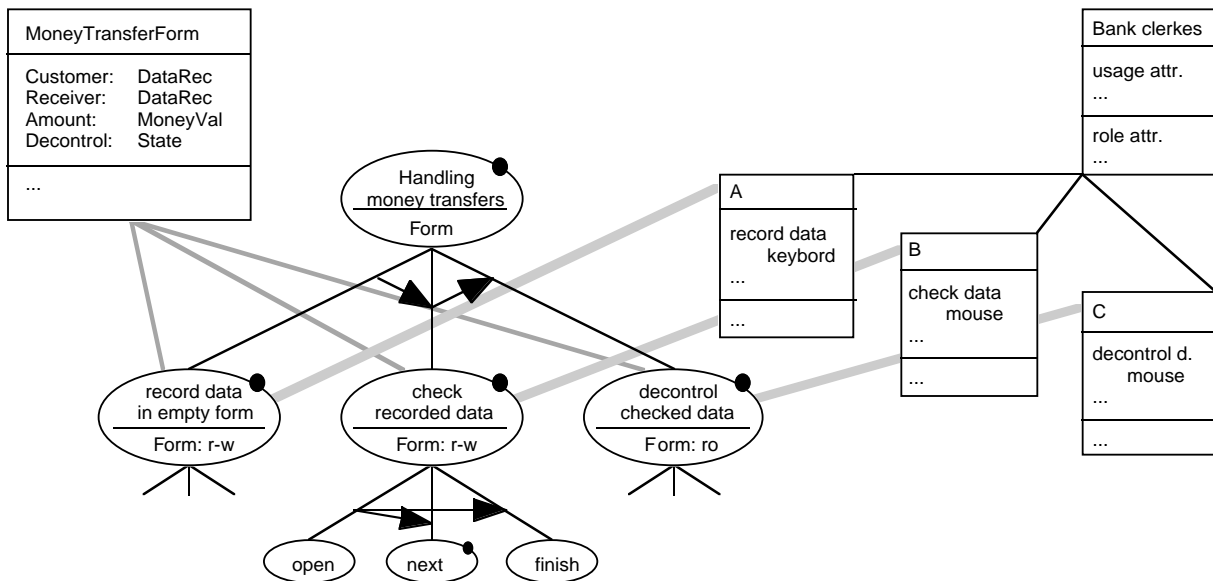 MoneyTransferForm
Customer: DataRec
Receiver: DataRec
Amount: MoneyVal
Decontrol: State
...
Bank clerkes
usage attr.
...
role attr.
...
Handling
money transfers
Form
A
record data
keybord
...
...
B
check data
mouse
...
...
C
decontrol d.
mouse
...
...
record data
in empty form
Form: r-w
check
recorded data
Form: r-w
decontrol
checked data
Form: ro
open
next
finish